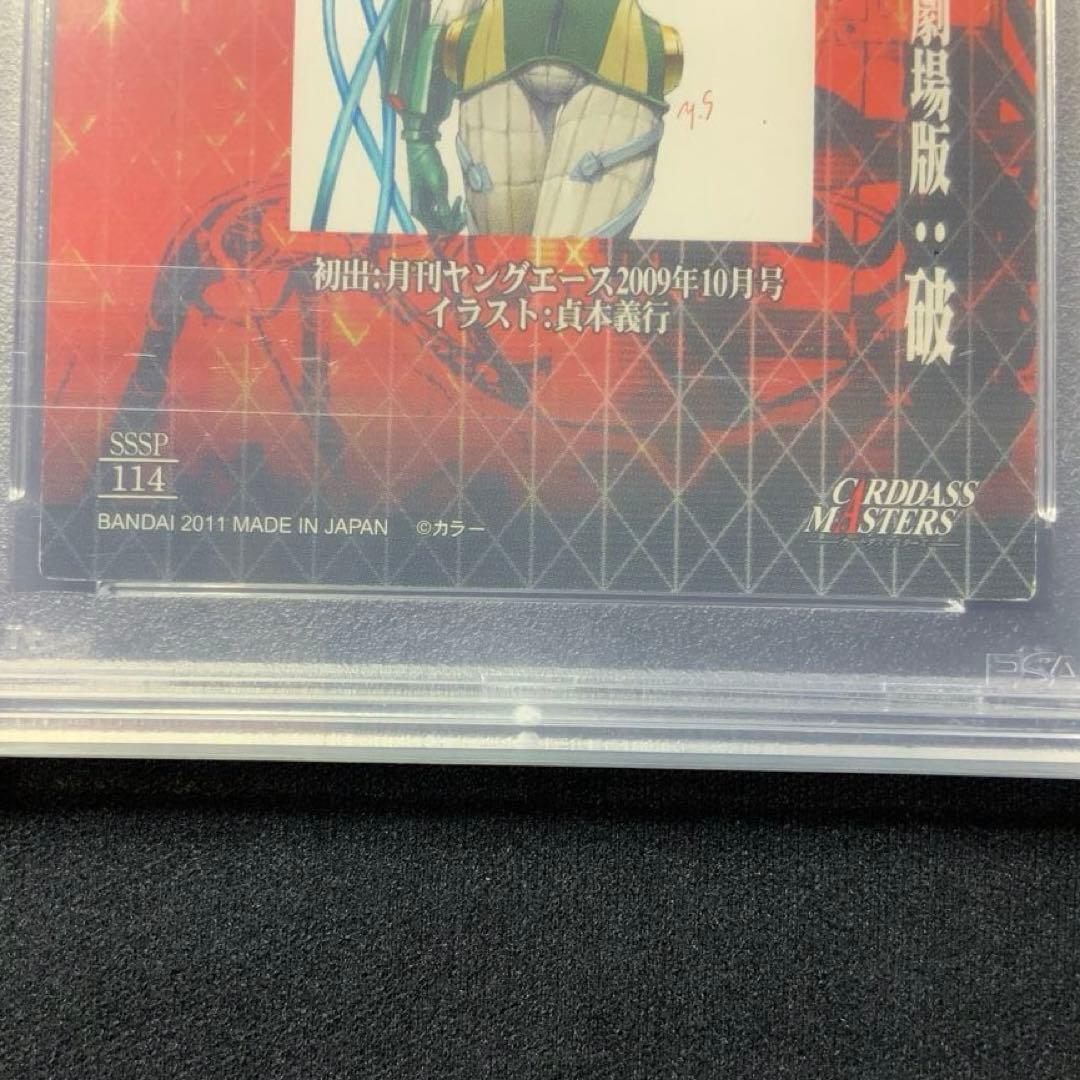 劇場版:破
M.S
初出:月刊ヤングエース2009年10月号
イラスト:貞本義行
SSSP
114
BANDAI 2011 MADE IN JAPAN ©カラー
CARDDASS
MASTERS
PSA